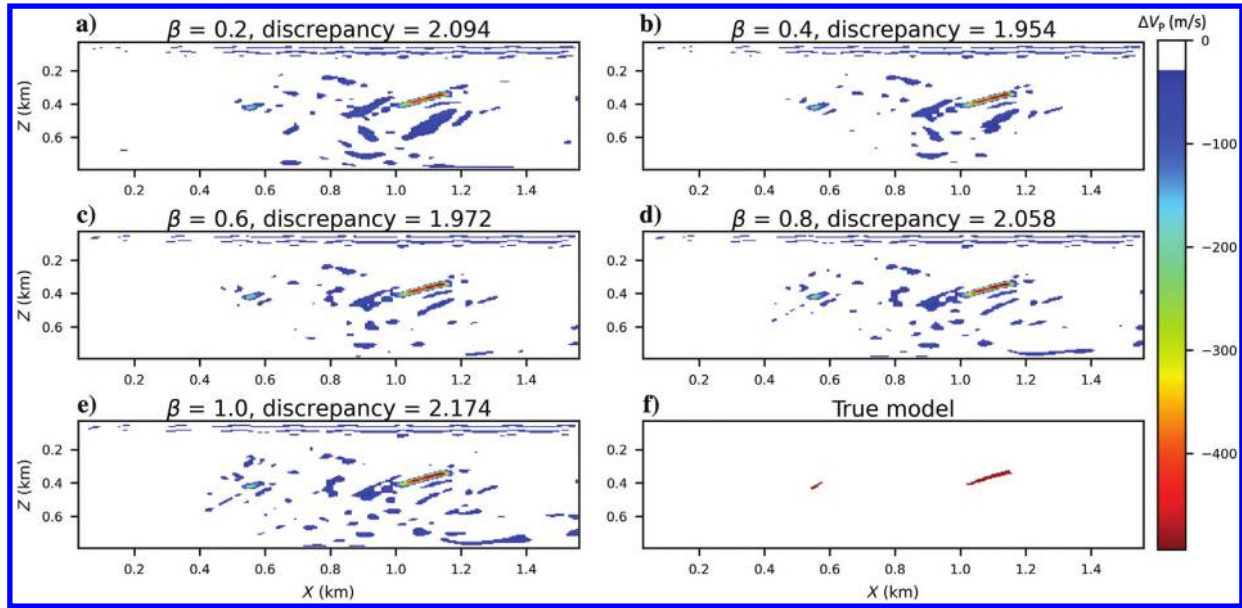 a)
β = 0.2, discrepancy = 2.094
b)
β = 0.4, discrepancy = 1.954
ΔVP (m/s)
0
−100
−200
−300
−400
Z (km)
0.2
0.4
0.6
0.2 0.4 0.6 0.8 1.0 1.2 1.4
0.2
0.4
0.6
0.2 0.4 0.6 0.8 1.0 1.2 1.4
c)
β = 0.6, discrepancy = 1.972
d)
β = 0.8, discrepancy = 2.058
Z (km)
0.2
0.4
0.6
0.2 0.4 0.6 0.8 1.0 1.2 1.4
0.2
0.4
0.6
0.2 0.4 0.6 0.8 1.0 1.2 1.4
e)
β = 1.0, discrepancy = 2.174
f)
True model
Z (km)
0.2
0.4
0.6
0.2 0.4 0.6 0.8 1.0 1.2 1.4
X (km)
0.2
0.4
0.6
0.2 0.4 0.6 0.8 1.0 1.2 1.4
X (km)